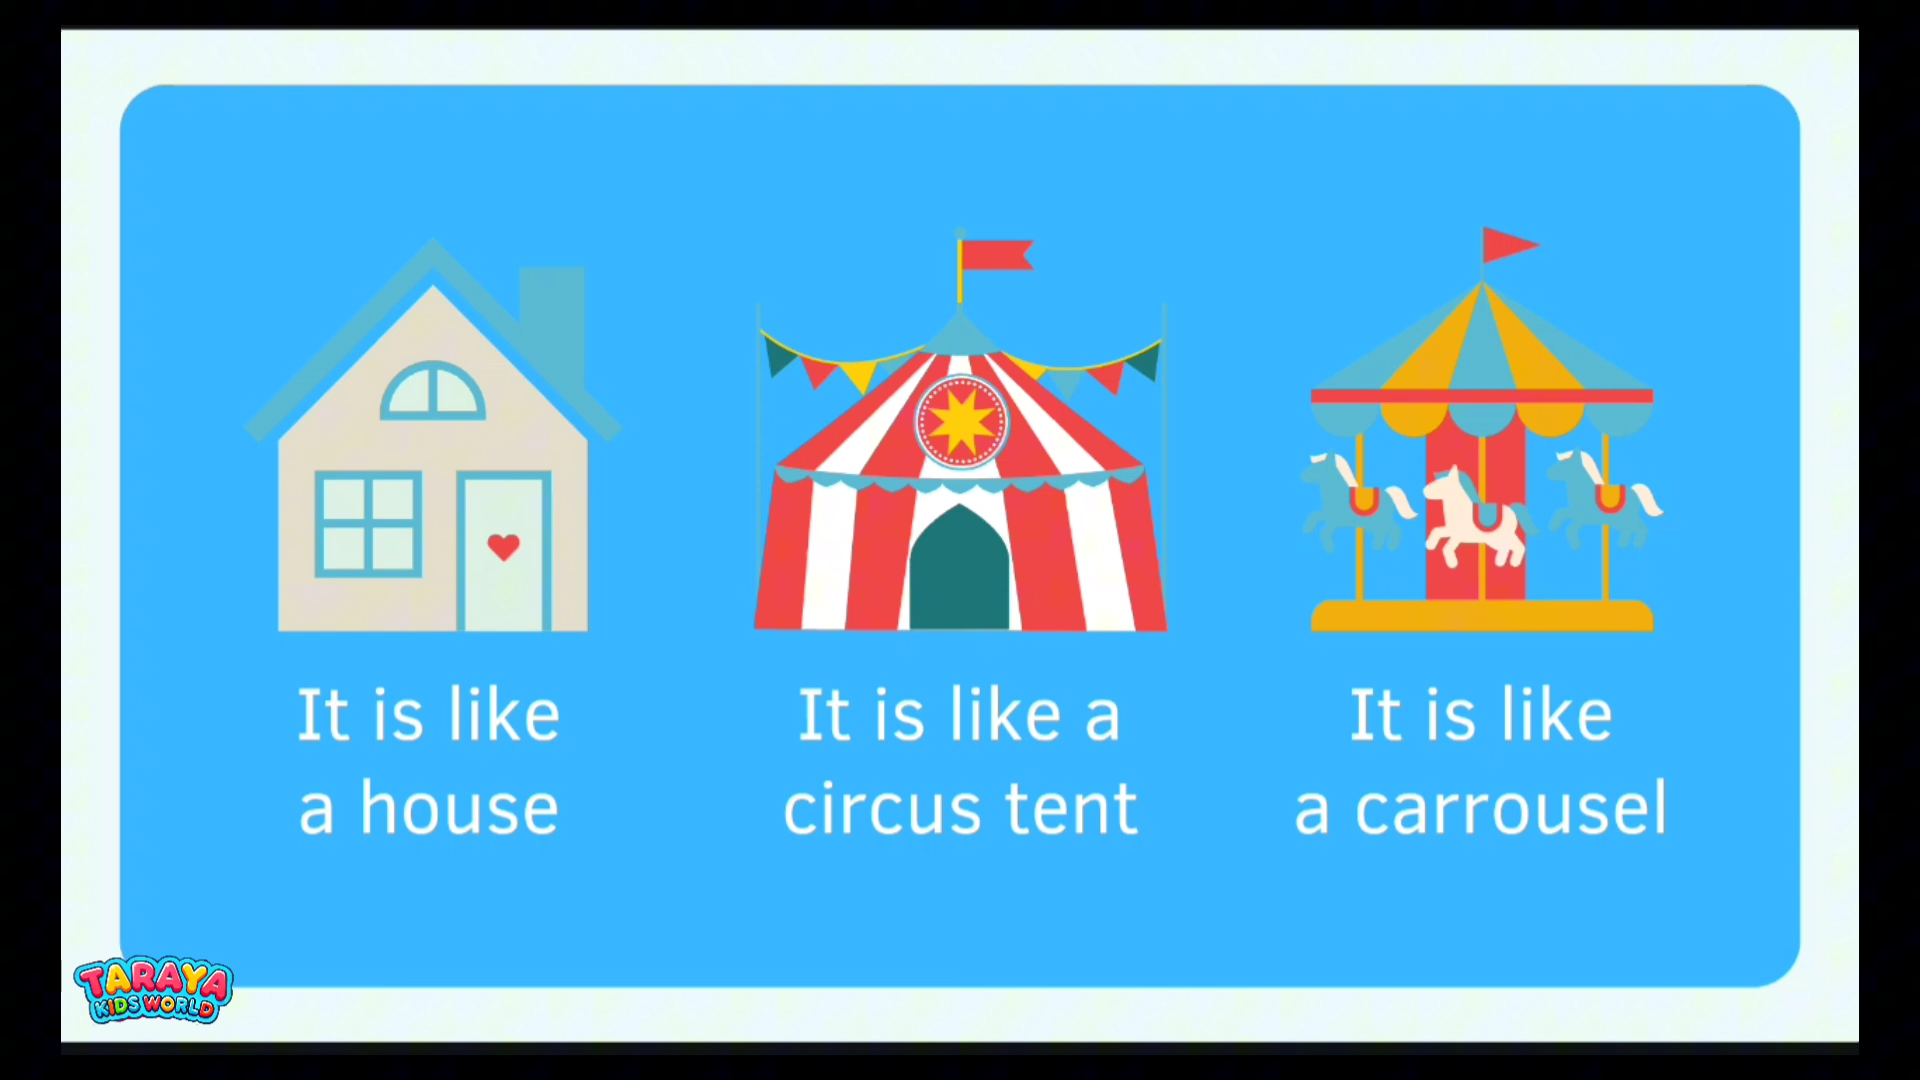 It is like
a house
It is like a
circus tent
It is like
a carrousel
TARAYA
KIDS WORLD